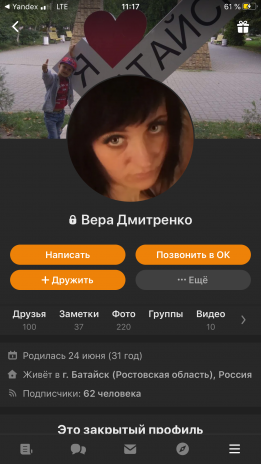 Yandex LTE 11:17 61 %
Я ТАЙС
Вера Дмитренко
Написать Позвонить в ОК
+ Дружить ··· Ещё
Друзья Заметки Фото Группы Видео
100 37 220 10
Родилась 24 июня (31 год)
Живёт в г. Батайск (Ростовская область), Россия
Подписчики: 62 человека
Это закрытый профиль